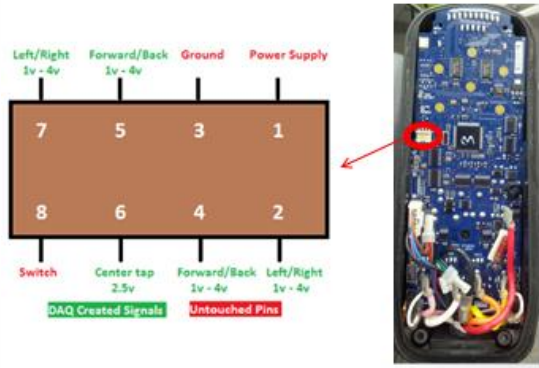 Left/Right Forward/Back Ground Power Supply
1v - 4v 1v - 4v
7 5 3 1
8 6 4 2
Switch Center tap Forward/Back Left/Right
2.5v 1v - 4v 1v - 4v
DAQ Created Signals Untouched Pins
3